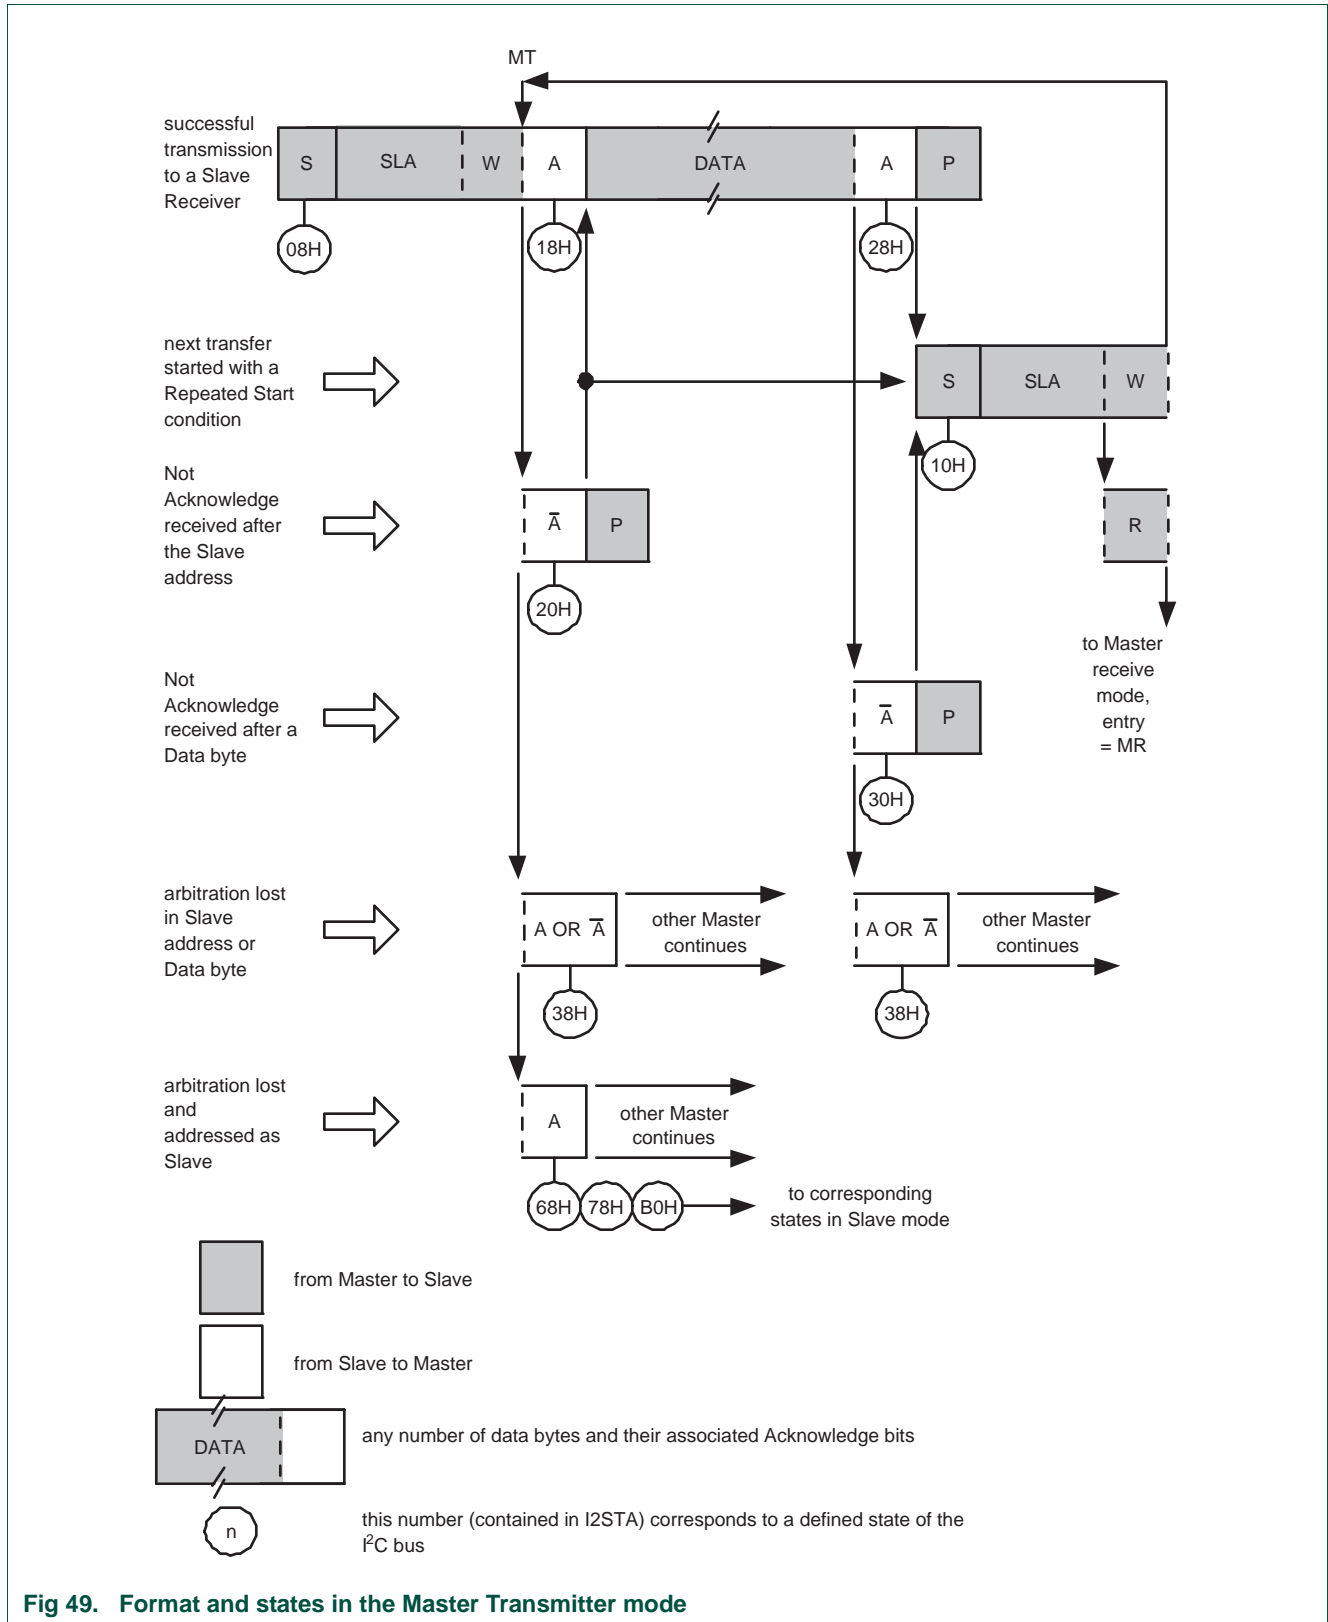 MT
successful
transmission
to a Slave
Receiver
S
SLA
W
A
DATA
A
P
08H
18H
28H
next transfer
started with a
Repeated Start
condition
S
SLA
W
10H
Not
Acknowledge
received after
the Slave
address
A̅
P
R
20H
to Master
receive
mode,
entry
= MR
Not
Acknowledge
received after a
Data byte
A̅
P
30H
arbitration lost
in Slave
address or
Data byte
A OR A̅
other Master
continues
A OR A̅
other Master
continues
38H
38H
arbitration lost
and
addressed as
Slave
A
other Master
continues
68H
78H
B0H
to corresponding
states in Slave mode
from Master to Slave
from Slave to Master
DATA
any number of data bytes and their associated Acknowledge bits
n
this number (contained in I2STA) corresponds to a defined state of the
I²C bus
Fig 49. Format and states in the Master Transmitter mode